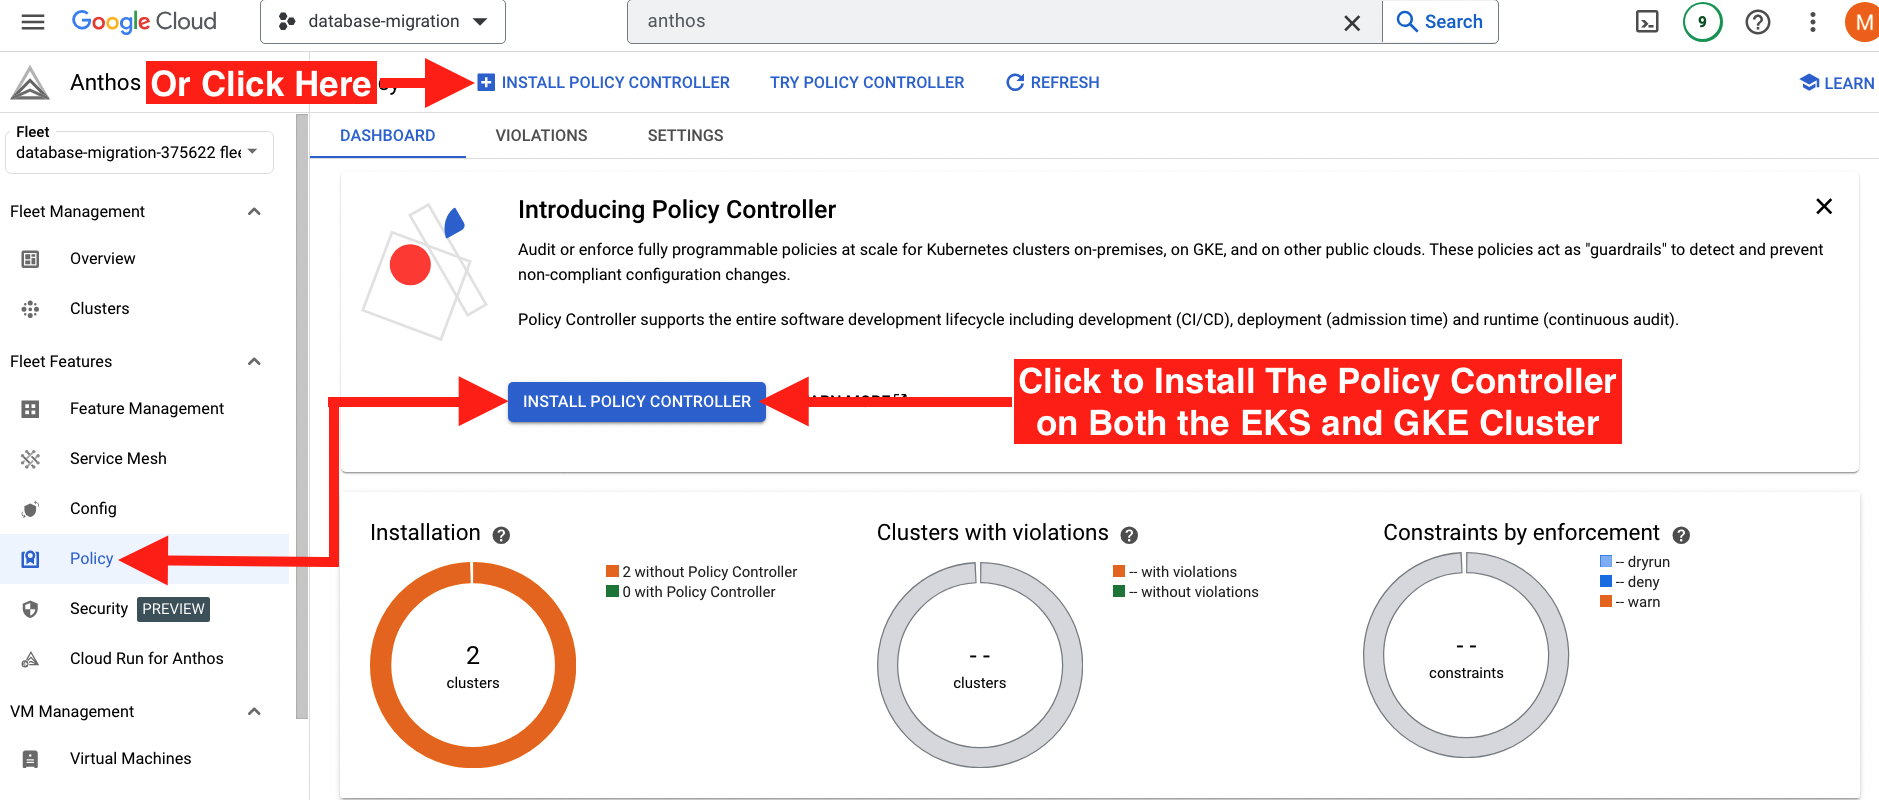 Google Cloud
database-migration
anthos
Search
9
M
Anthos
Or Click Here
INSTALL POLICY CONTROLLER
TRY POLICY CONTROLLER
REFRESH
LEARN
Fleet
database-migration-375622
DASHBOARD
VIOLATIONS
SETTINGS
Fleet Management
Overview
Clusters
Fleet Features
Feature Management
Service Mesh
Config
Policy
Security PREVIEW
Cloud Run for Anthos
VM Management
Virtual Machines
Introducing Policy Controller
Audit or enforce fully programmable policies at scale for Kubernetes clusters on-premises, on GKE, and on other public clouds. These policies act as "guardrails" to detect and prevent
non-compliant configuration changes.
Policy Controller supports the entire software development lifecycle including development (CI/CD), deployment (admission time) and runtime (continuous audit).
INSTALL POLICY CONTROLLER
Click to Install The Policy Controller
on Both the EKS and GKE Cluster
Installation
2 without Policy Controller
0 with Policy Controller
2
clusters
Clusters with violations
-- with violations
-- without violations
--
clusters
Constraints by enforcement
-- dryrun
-- deny
-- warn
--
constraints